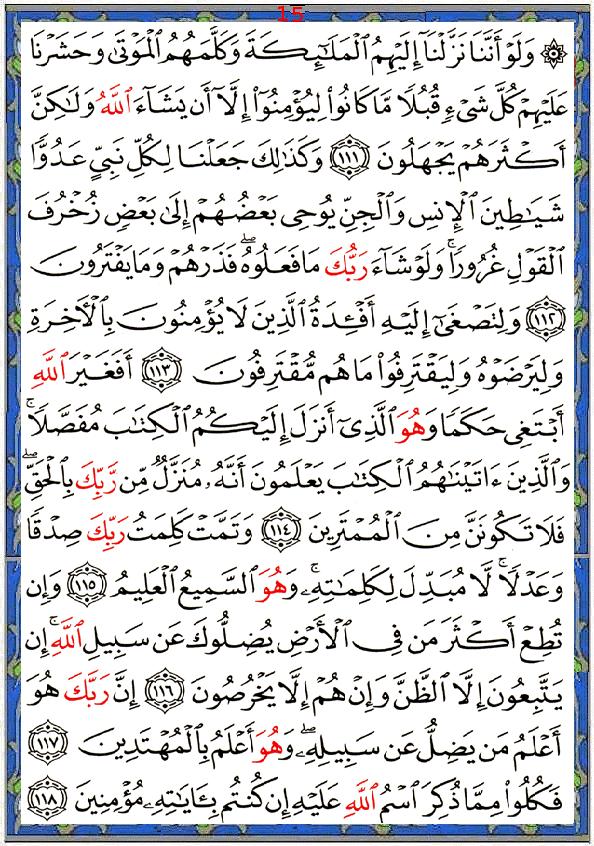 15
۞ وَلَوْ أَنَّنَا نَزَّلْنَآ إِلَيْهِمُ ٱلْمَلَـٰٓئِكَةَ وَكَلَّمَهُمُ ٱلْمَوْتَىٰ وَحَشَرْنَا
عَلَيْهِمْ كُلَّ شَىْءٍ قُبُلًا مَّا كَانُوا۟ لِيُؤْمِنُوٓا۟ إِلَّآ أَن يَشَآءَ ٱللَّهُ وَلَـٰكِنَّ
أَكْثَرَهُمْ يَجْهَلُونَ ١١١ وَكَذَٰلِكَ جَعَلْنَا لِكُلِّ نَبِىٍّ عَدُوًّا
شَيَـٰطِينَ ٱلْإِنسِ وَٱلْجِنِّ يُوحِى بَعْضُهُمْ إِلَىٰ بَعْضٍ زُخْرُفَ
ٱلْقَوْلِ غُرُورًا ۚ وَلَوْ شَآءَ رَبُّكَ مَا فَعَلُوهُ ۖ فَذَرْهُمْ وَمَا يَفْتَرُونَ
١١٢ وَلِتَصْغَىٰٓ إِلَيْهِ أَفْـِٔدَةُ ٱلَّذِينَ لَا يُؤْمِنُونَ بِٱلْـَٔاخِرَةِ
وَلِيَرْضَوْهُ وَلِيَقْتَرِفُوا۟ مَا هُم مُّقْتَرِفُونَ ١١٣ أَفَغَيْرَ ٱللَّهِ
أَبْتَغِى حَكَمًا وَهُوَ ٱلَّذِىٓ أَنزَلَ إِلَيْكُمُ ٱلْكِتَـٰبَ مُفَصَّلًا ۚ
وَٱلَّذِينَ ءَاتَيْنَـٰهُمُ ٱلْكِتَـٰبَ يَعْلَمُونَ أَنَّهُۥ مُنَزَّلٌ مِّن رَّبِّكَ بِٱلْحَقِّ ۖ
فَلَا تَكُونَنَّ مِنَ ٱلْمُمْتَرِينَ ١١٤ وَتَمَّتْ كَلِمَتُ رَبِّكَ صِدْقًا
وَعَدْلًا ۚ لَّا مُبَدِّلَ لِكَلِمَـٰتِهِۦ ۚ وَهُوَ ٱلسَّمِيعُ ٱلْعَلِيمُ ١١٥ وَإِن
تُطِعْ أَكْثَرَ مَن فِى ٱلْأَرْضِ يُضِلُّوكَ عَن سَبِيلِ ٱللَّهِ ۚ إِن
يَتَّبِعُونَ إِلَّا ٱلظَّنَّ وَإِنْ هُمْ إِلَّا يَخْرُصُونَ ١١٦ إِنَّ رَبَّكَ هُوَ
أَعْلَمُ مَن يَضِلُّ عَن سَبِيلِهِۦ ۖ وَهُوَ أَعْلَمُ بِٱلْمُهْتَدِينَ ١١٧
فَكُلُوا۟ مِمَّا ذُكِرَ ٱسْمُ ٱللَّهِ عَلَيْهِ إِن كُنتُم بِـَٔايَـٰتِهِۦ مُؤْمِنِينَ ١١٨